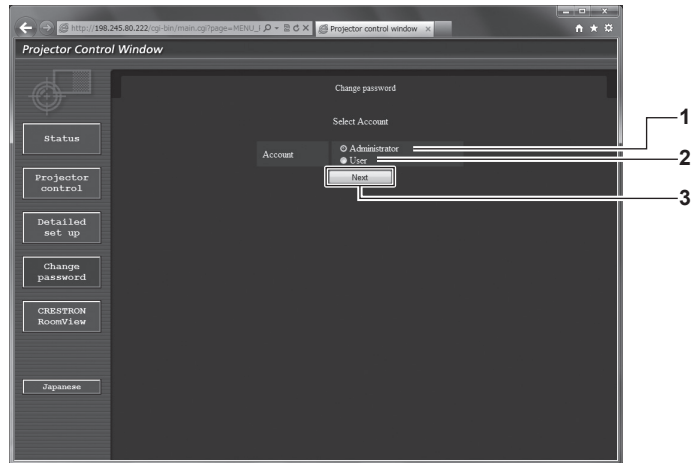 http://198.245.80.222/cgi-bin/main.cgi?page=MENU_I
Projector control window
Projector Control Window
Change password
Select Account
Account
Administrator
User
Next
Status
Projector
control
Detailed
set up
Change
password
CRESTRON
RoomView
Japanese
1
2
3